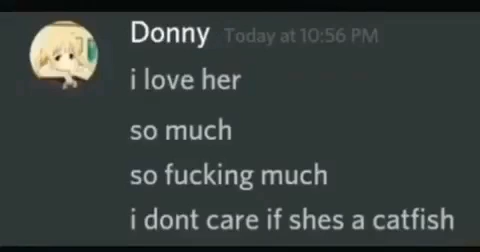 Donny Today at 10:56 PM
i love her
so much
so fucking much
i dont care if shes a catfish